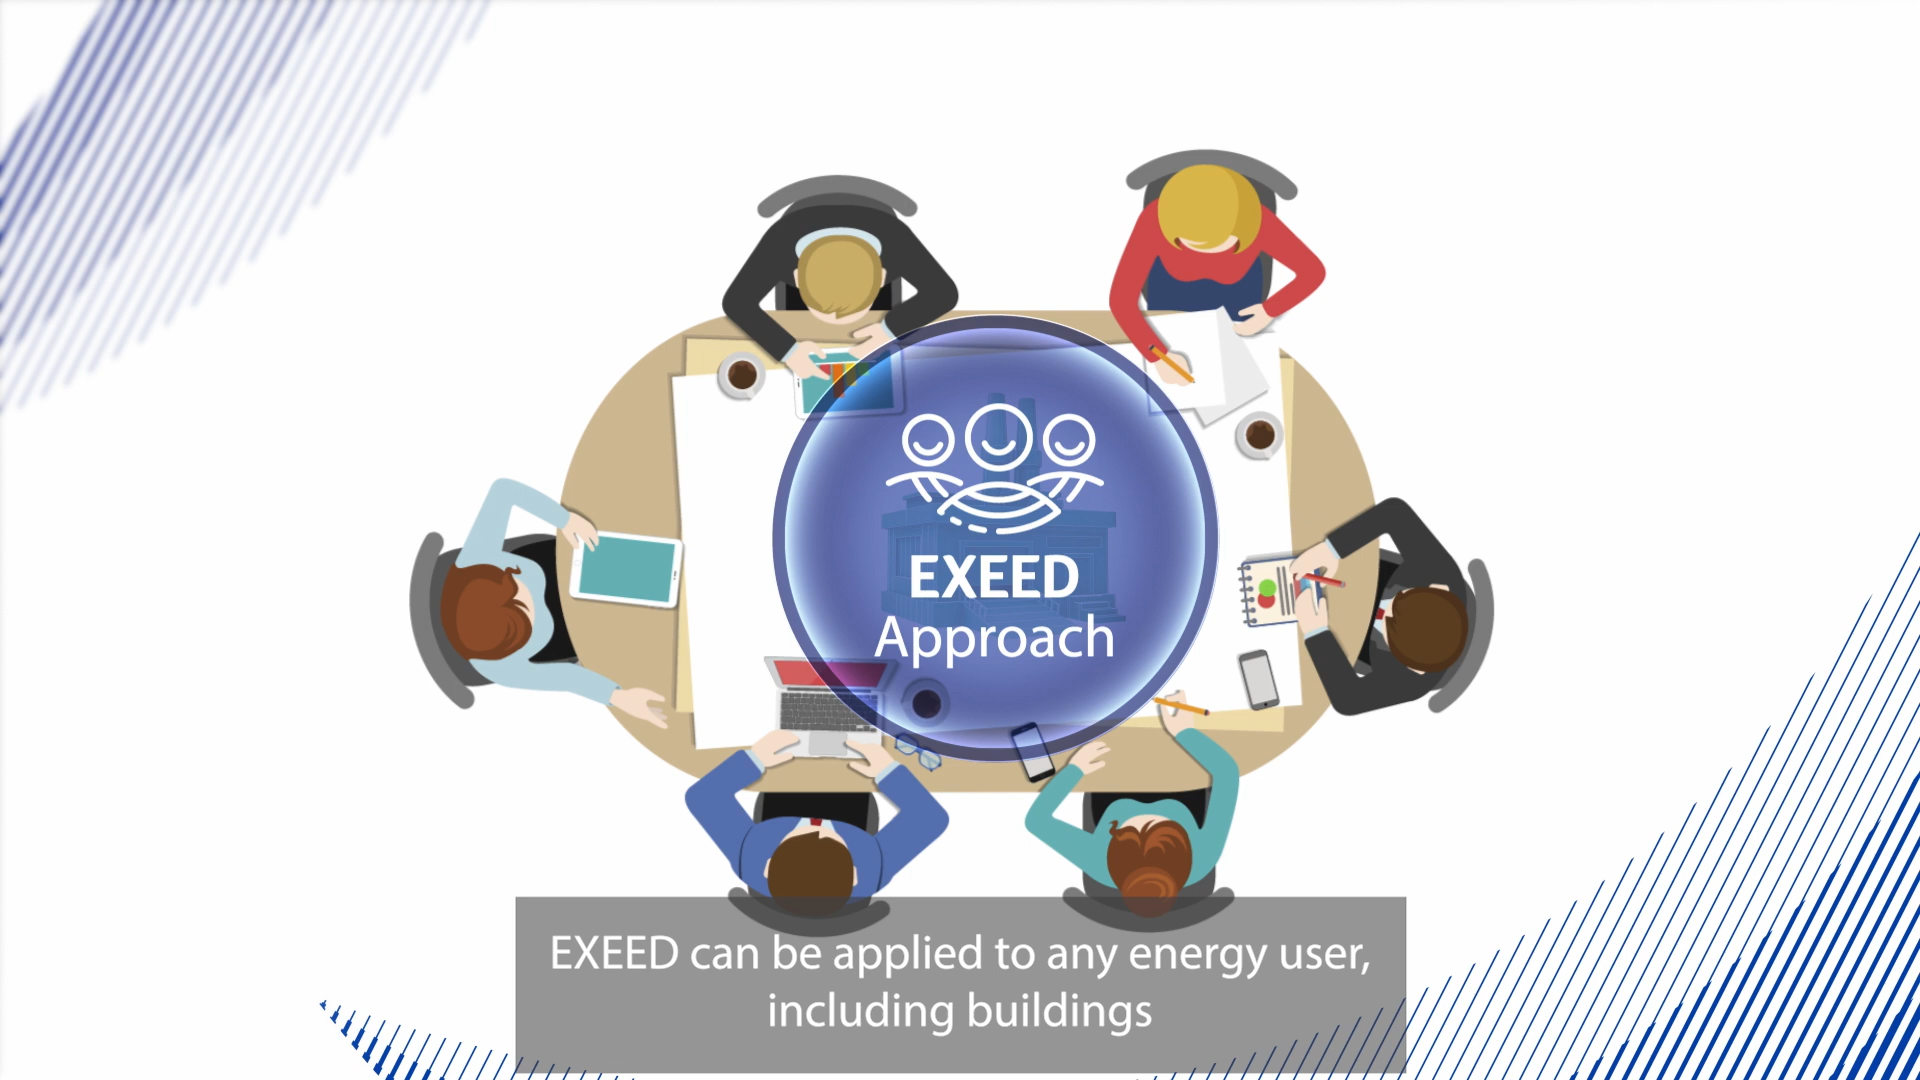 EXEED
Approach
EXEED can be applied to any energy user,
including buildings